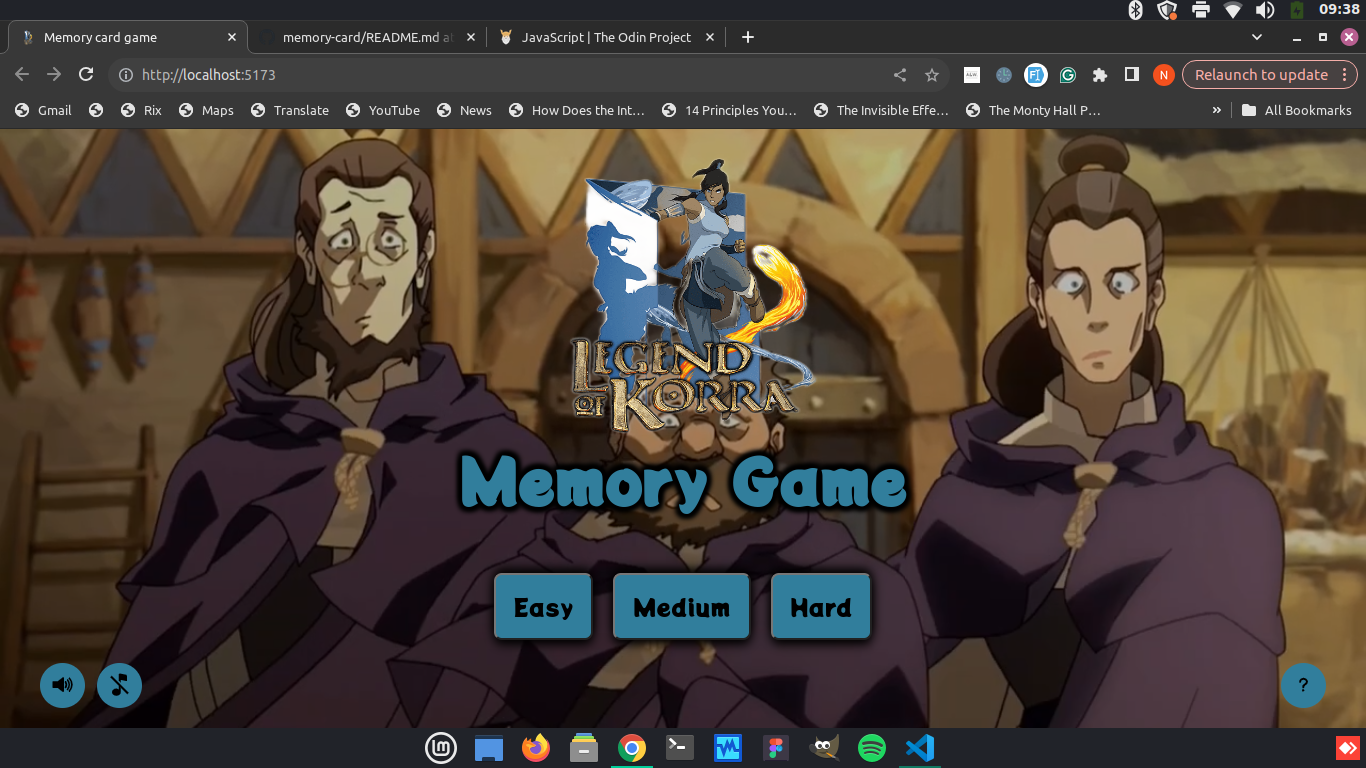 09:38
Memory card game
memory-card/README.md at
JavaScript | The Odin Project
http://localhost:5173
N
Relaunch to update
Gmail
Rix
Maps
Translate
YouTube
News
How Does the Int...
14 Principles You...
The Invisible Effe...
The Monty Hall P...
»
All Bookmarks
LEGEND
OF KORRA
Memory Game
Easy
Medium
Hard
?